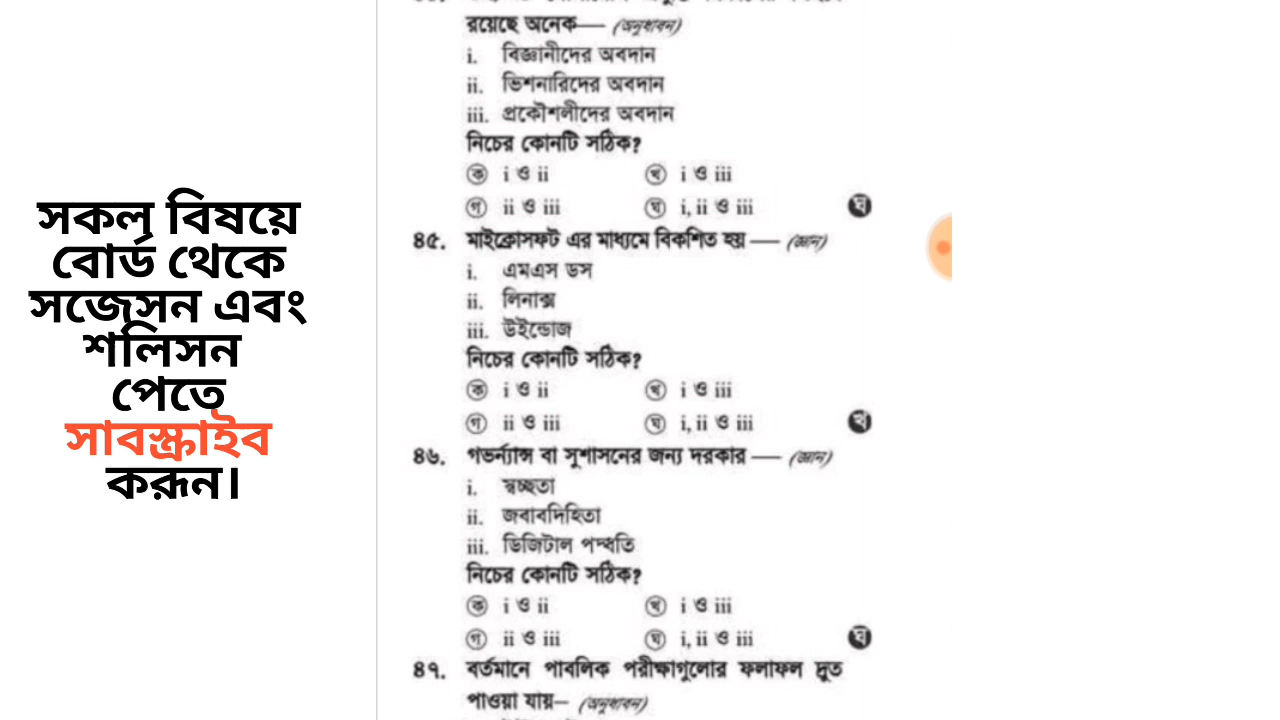 সকল বিষয়ে
বোর্ড থেকে
সজেসন এবং
শলিসন
পেতে
সাবস্ক্রাইব
করূন।
রয়েছে অনেক— (অনুধাবন)
i. বিজ্ঞানীদের অবদান
ii. ভিশনারিদের অবদান
iii. প্রকৌশলীদের অবদান
নিচের কোনটি সঠিক?
ক i ও ii খ i ও iii
গ ii ও iii ঘ i, ii ও iii ঘ
৪৫. মাইক্রোসফট এর মাধ্যমে বিকশিত হয় — (জ্ঞান)
i. এমএস ডস
ii. লিনাক্স
iii. উইন্ডোজ
নিচের কোনটি সঠিক?
ক i ও ii খ i ও iii
গ ii ও iii ঘ i, ii ও iii খ
৪৬. গভর্ন্যান্স বা সুশাসনের জন্য দরকার — (জ্ঞান)
i. স্বচ্ছতা
ii. জবাবদিহিতা
iii. ডিজিটাল পদ্ধতি
নিচের কোনটি সঠিক?
ক i ও ii খ i ও iii
গ ii ও iii ঘ i, ii ও iii ঘ
৪৭. বর্তমানে পাবলিক পরীক্ষাগুলোর ফলাফল দ্রুত
পাওয়া যায়– (অনুধাবন)